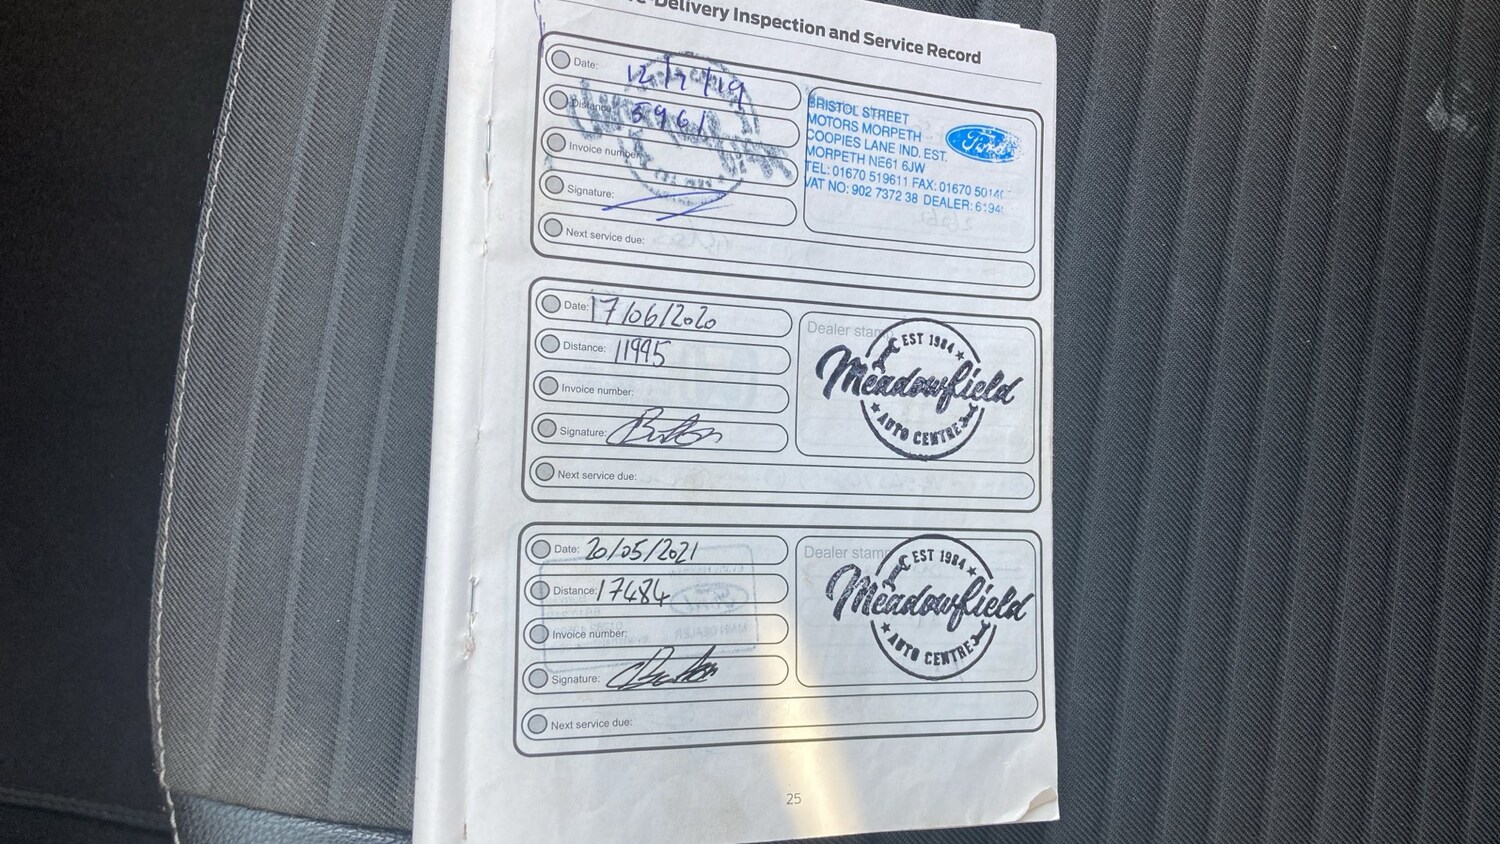 Delivery Inspection and Service Record
Date: 12/7/19
Distance: 5961
Invoice number:
Signature:
Next service due:
BRISTOL STREET
MOTORS MORPETH
COOPIES LANE IND. EST.
MORPETH NE61 6JW
TEL: 01670 519611 FAX: 01670
VAT NO: 902 7372 38 DEALER:
Ford
Date: 17/06/2020
Distance: 11995
Invoice number:
Signature:
Next service due:
Dealer stamp
EST 1984
Meadowfield
AUTO CENTRE
Date: 20/05/2021
Distance: 17484
Invoice number:
Signature:
Next service due:
Dealer stamp
EST 1984
Meadowfield
AUTO CENTRE
25